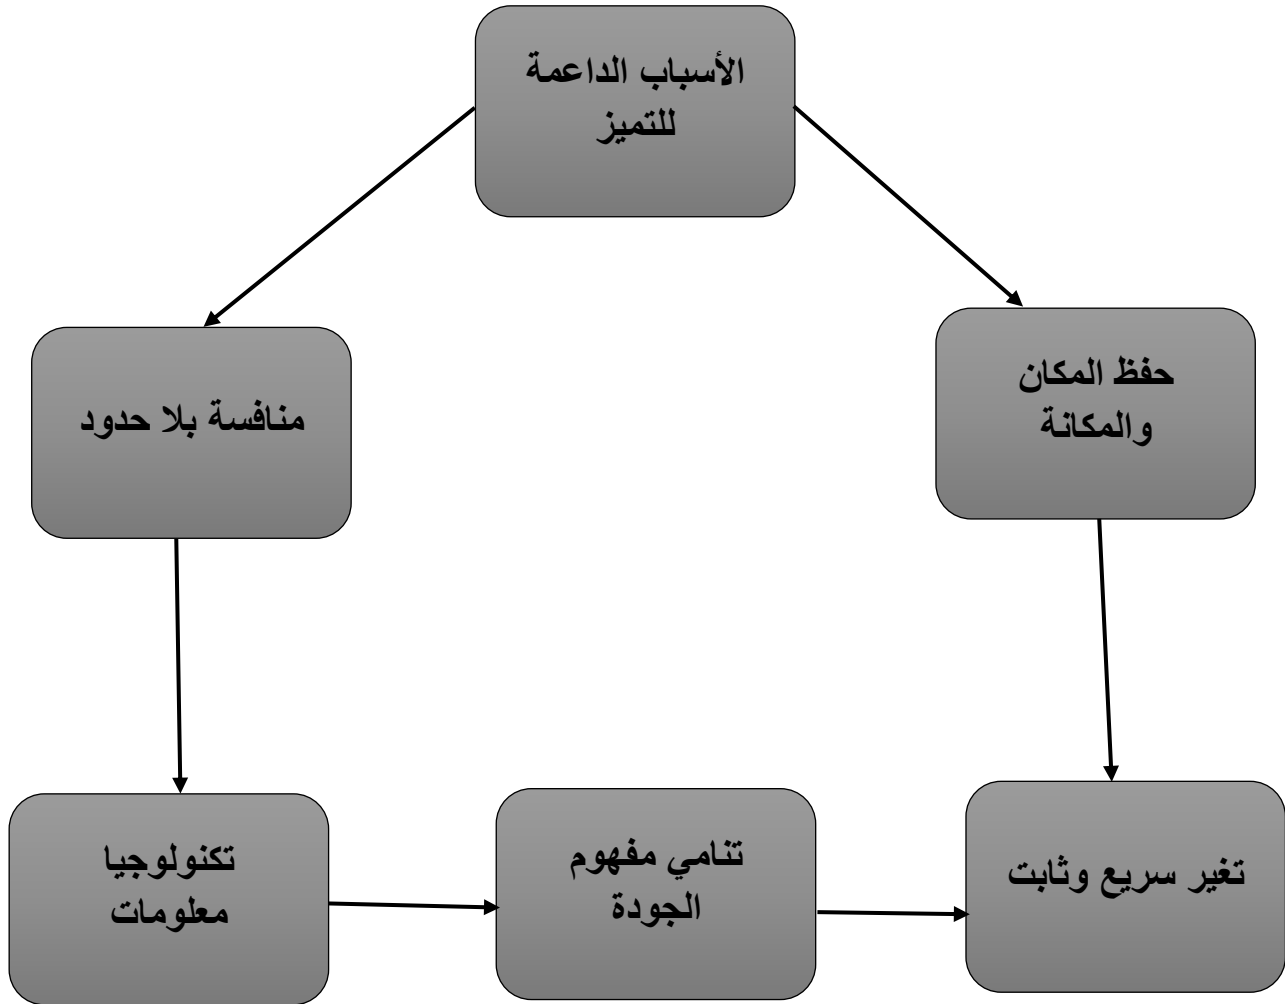 الأسباب الداعمة
للتميز
حفظ المكان
والمكانة
منافسة بلا حدود
تغير سريع وثابت
تنامي مفهوم
الجودة
تكنولوجيا
معلومات